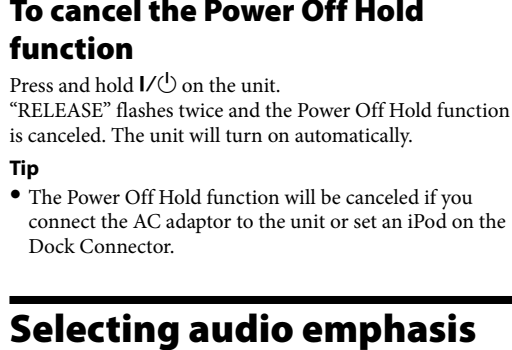 To cancel the Power Off Hold
function
Press and hold I/⏻ on the unit.
“RELEASE” flashes twice and the Power Off Hold function
is canceled. The unit will turn on automatically.
Tip
• The Power Off Hold function will be canceled if you
connect the AC adaptor to the unit or set an iPod on the
Dock Connector.
Selecting audio emphasis